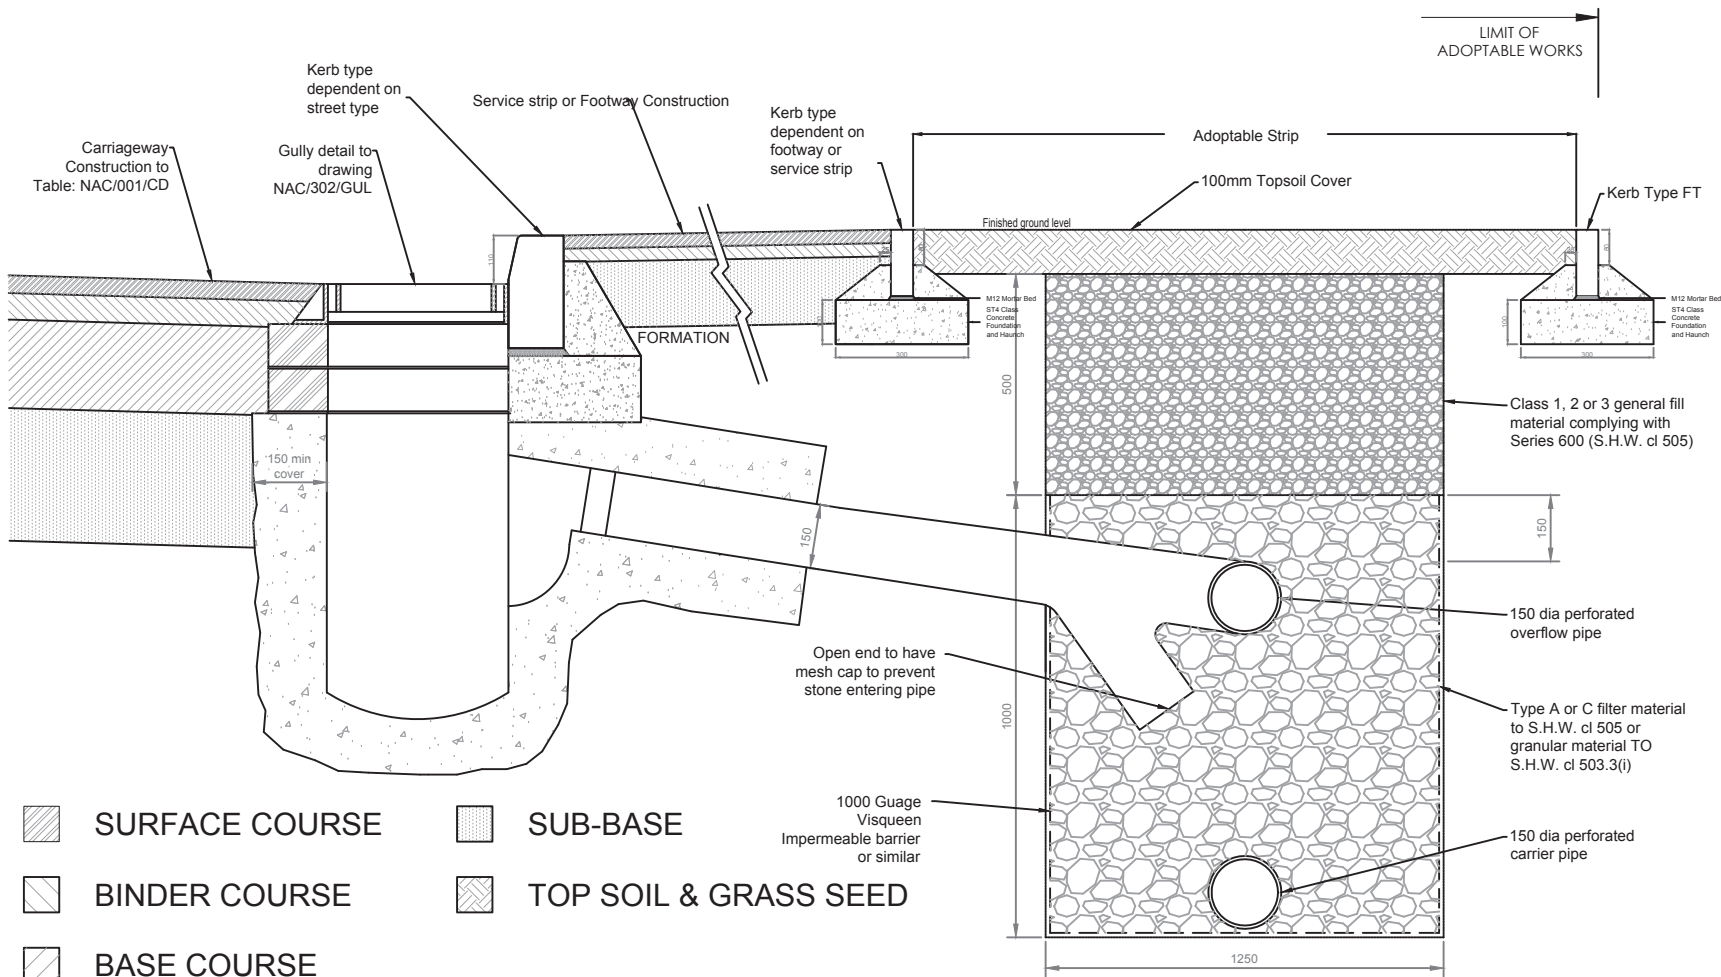 LIMIT OF
ADOPTABLE WORKS
Kerb type
dependent on
street type
Service strip or Footway Construction
Kerb type
dependent on
footway or
service strip
Adoptable Strip
Carriageway
Construction to
Table: NAC/001/CD
Gully detail to
drawing
NAC/302/GUL
100mm Topsoil Cover
Kerb Type FT
Finished ground level
110
M12 Mortar Bed
ST4 Class
Concrete
Foundation
and Haunch
300
M12 Mortar Bed
ST4 Class
Concrete
Foundation
and Haunch
100
300
FORMATION
500
Class 1, 2 or 3 general fill
material complying with
Series 600 (S.H.W. cl 505)
150 min
cover
150
150
150 dia perforated
overflow pipe
Open end to have
mesh cap to prevent
stone entering pipe
1000
Type A or C filter material
to S.H.W. cl 505 or
granular material TO
S.H.W. cl 503.3(i)
1000 Guage
Visqueen
Impermeable barrier
or similar
150 dia perforated
carrier pipe
1250
SURFACE COURSE
SUB-BASE
BINDER COURSE
TOP SOIL & GRASS SEED
BASE COURSE